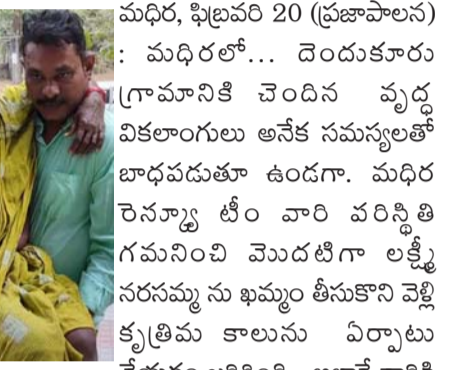 మధిర, ఫిబ్రవరి 20 (ప్రజాపాలన)
: మధిరలో... దెందుకూరు
గ్రామానికి చెందిన వృద్ధ
వికలాంగులు అనేక సమస్యలతో
బాధపడుతూ ఉండగా. మధిర
రెస్క్యూ టీం వారి వరిస్థితి
గమనించి మొదటిగా లక్ష్మీ
నరసమ్మ ను ఖమ్మం తీసుకొని వెళ్లి
కృత్రిమ కాలును ఏర్పాటు